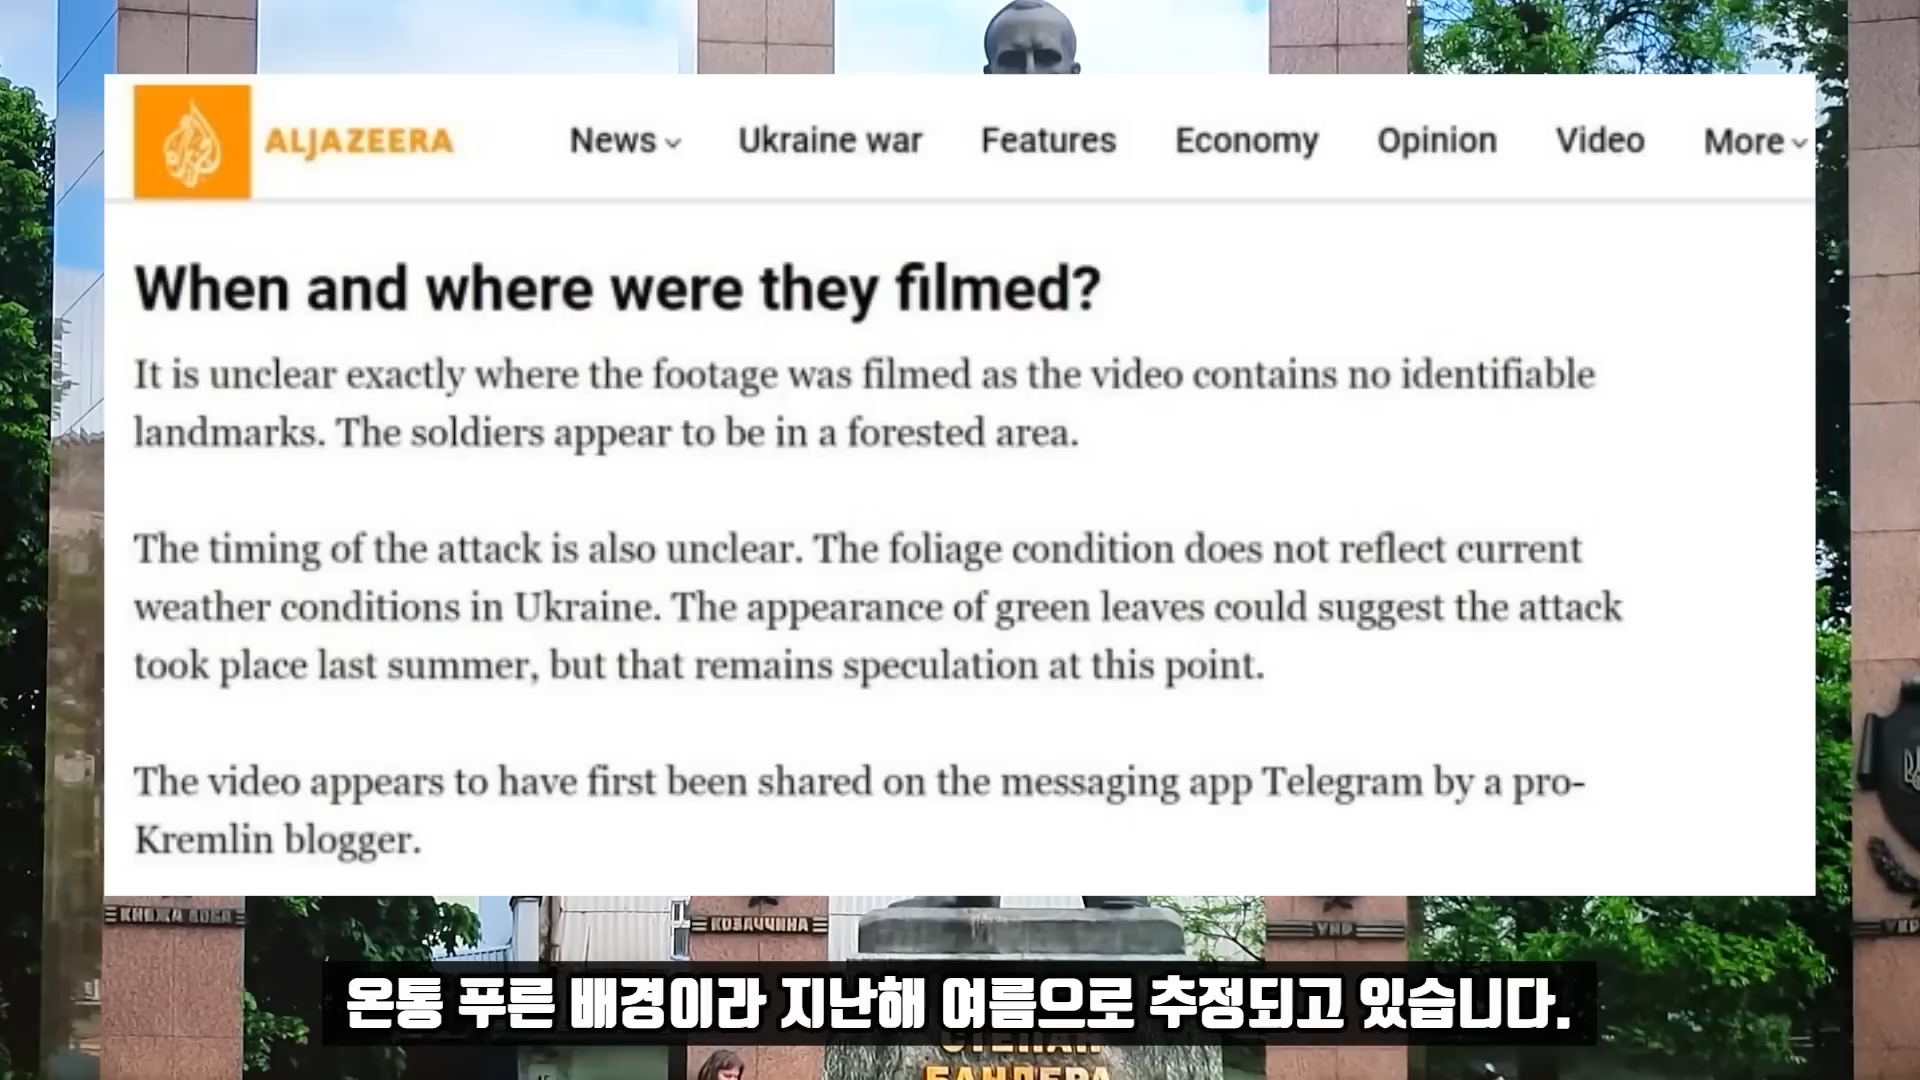 ALJAZEERA News Ukraine war Features Economy Opinion Video More
When and where were they filmed?
It is unclear exactly where the footage was filmed as the video contains no identifiable
landmarks. The soldiers appear to be in a forested area.
The timing of the attack is also unclear. The foliage condition does not reflect current
weather conditions in Ukraine. The appearance of green leaves could suggest the attack
took place last summer, but that remains speculation at this point.
The video appears to have first been shared on the messaging app Telegram by a pro-
Kremlin blogger.
КНЯЖА ДОБА КОЗАЧЧИНА УНР
온통 푸른 배경이라 지난해 여름으로 추정되고 있습니다.
СТЕПАН
БАНДЕРА